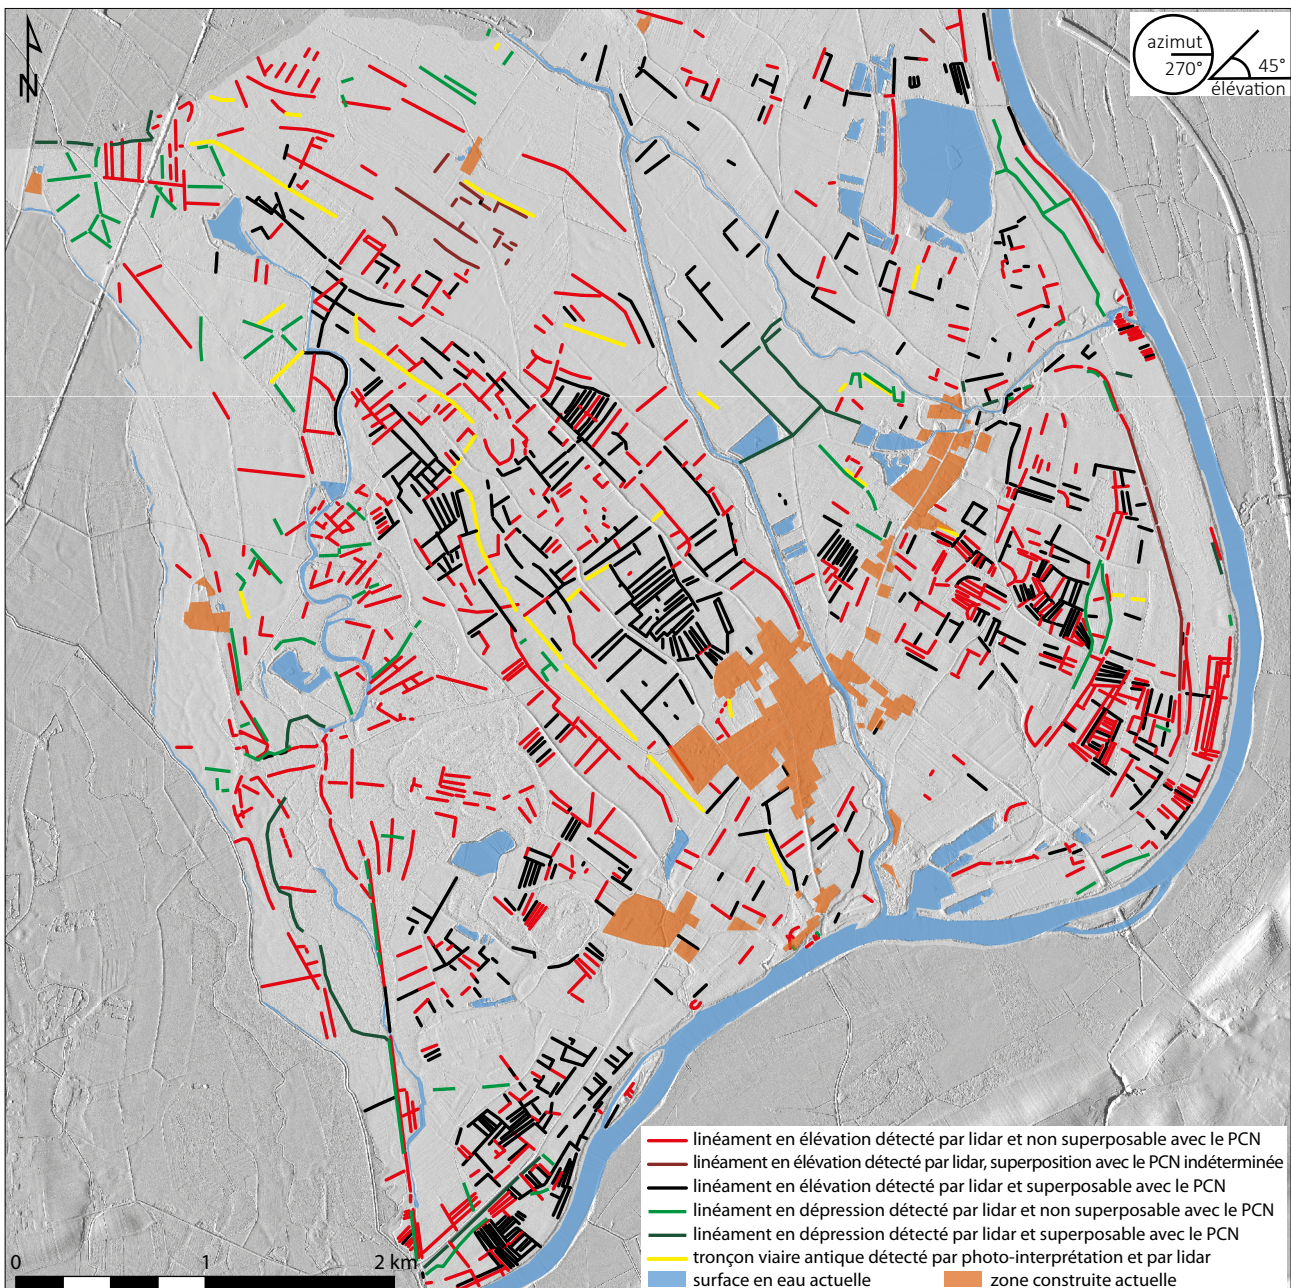 azimut
270°
45°
élévation
N
linéament en élévation détecté par lidar et non superposable avec le PCN
linéament en élévation détecté par lidar, superposition avec le PCN indéterminée
linéament en élévation détecté par lidar et superposable avec le PCN
linéament en dépression détecté par lidar et non superposable avec le PCN
linéament en dépression détecté par lidar et superposable avec le PCN
tronçon viaire antique détecté par photo-interprétation et par lidar
surface en eau actuelle zone construite actuelle
0 1 2 km